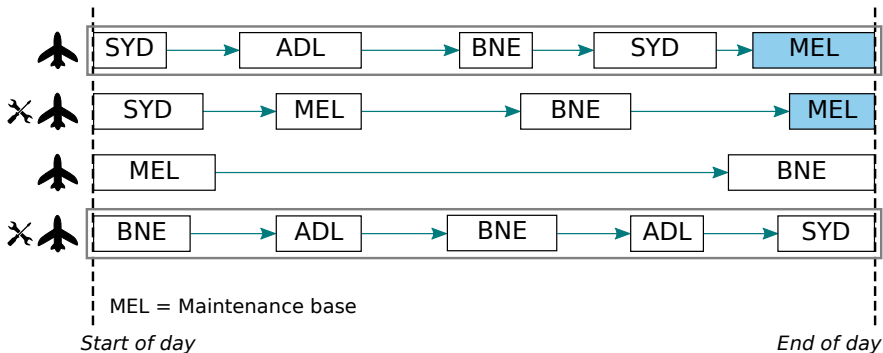 SYD ADL BNE SYD MEL
SYD MEL BNE MEL
MEL BNE
BNE ADL BNE ADL SYD
MEL = Maintenance base
Start of day End of day